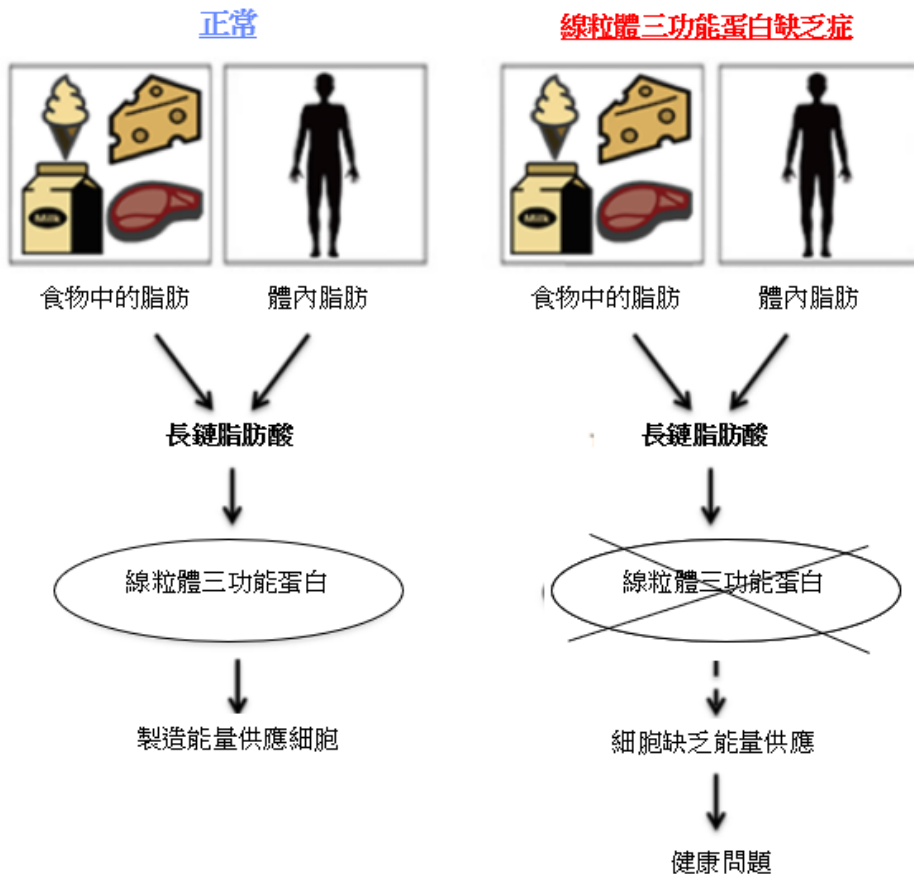 正常
食物中的脂肪
體內脂肪
長鏈脂肪酸
線粒體三功能蛋白
製造能量供應細胞
線粒體三功能蛋白缺乏症
食物中的脂肪
體內脂肪
長鏈脂肪酸
線粒體三功能蛋白
細胞缺乏能量供應
健康問題
MILK
MILK